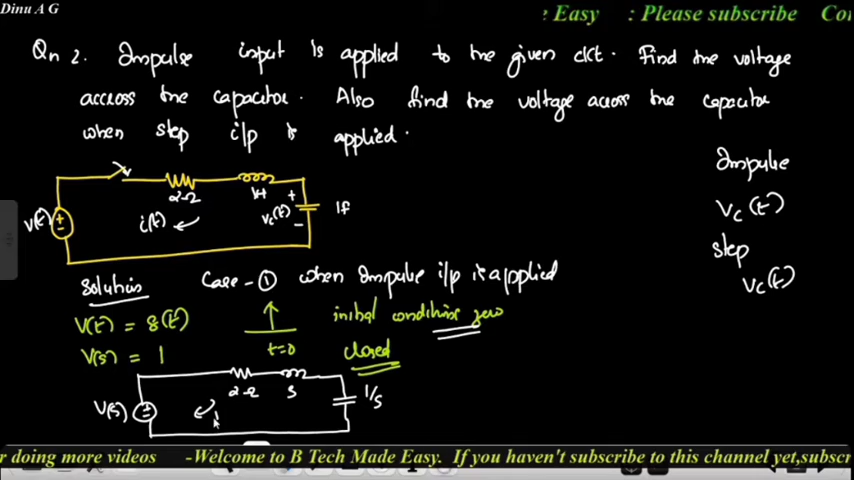 Dinu A G
: Easy : Please subscribe Co
Qn 2. Impulse input is applied to the given ckt. Find the voltage
accross the capacitor. Also find the voltage across the capacitor
when step i/p is applied.
Impulse
Vc(t)
step
Vc(t)
V(t)
+
-
i(t)
2Ω
1H
+
Vc(t)
-
1F
Solution Case-① when Impulse i/p is applied
V(t) = δ(t)
t=0
initial conditions zero
V(s) = 1
closed
V(s)
2Ω
s
1/s
r doing more videos -Welcome to B Tech Made Easy. If you haven't subscribe to this channel yet,subscr